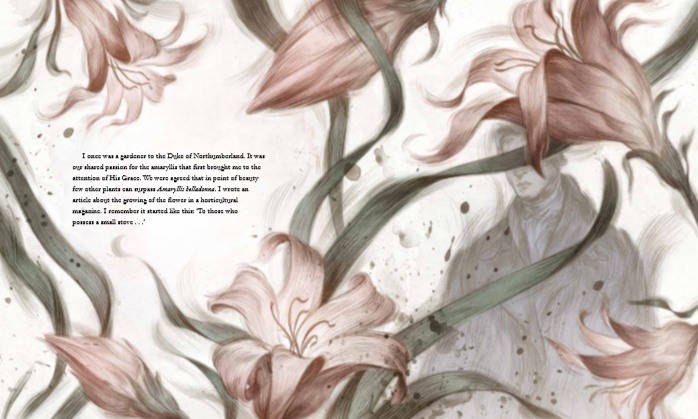 I once was a gardener to the Duke of Northumberland. It was
our shared passion for the amaryllis that first brought me to the
attention of His Grace. We were agreed that in point of beauty
few other plants can surpass Amaryllis belladonna. I wrote an
article about the growing of the flower in a horticultural
magazine. I remember it started like this: 'To those who
possess a small stove . . .'